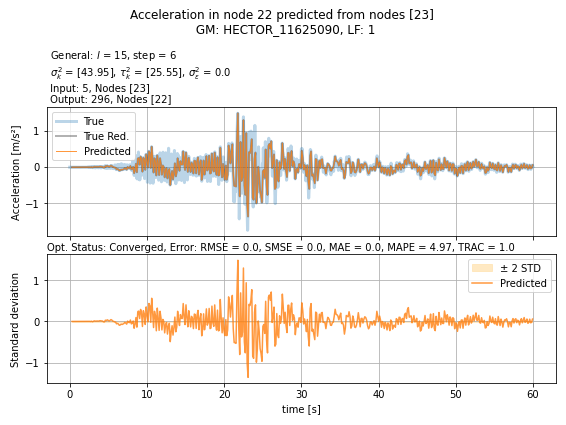 Acceleration in node 22 predicted from nodes [23]
GM: HECTOR_11625090, LF: 1
General: l = 15, step = 6
σ²ₖ = [43.95], τ²ₖ = [25.55], σ²ε = 0.0
Input: 5, Nodes [23]
Output: 296, Nodes [22]
True
True Red.
Predicted
Acceleration [m/s²]
1
0
−1
Opt. Status: Converged, Error: RMSE = 0.0, SMSE = 0.0, MAE = 0.0, MAPE = 4.97, TRAC = 1.0
± 2 STD
Predicted
Standard deviation
1
0
−1
0 10 20 30 40 50 60
time [s]